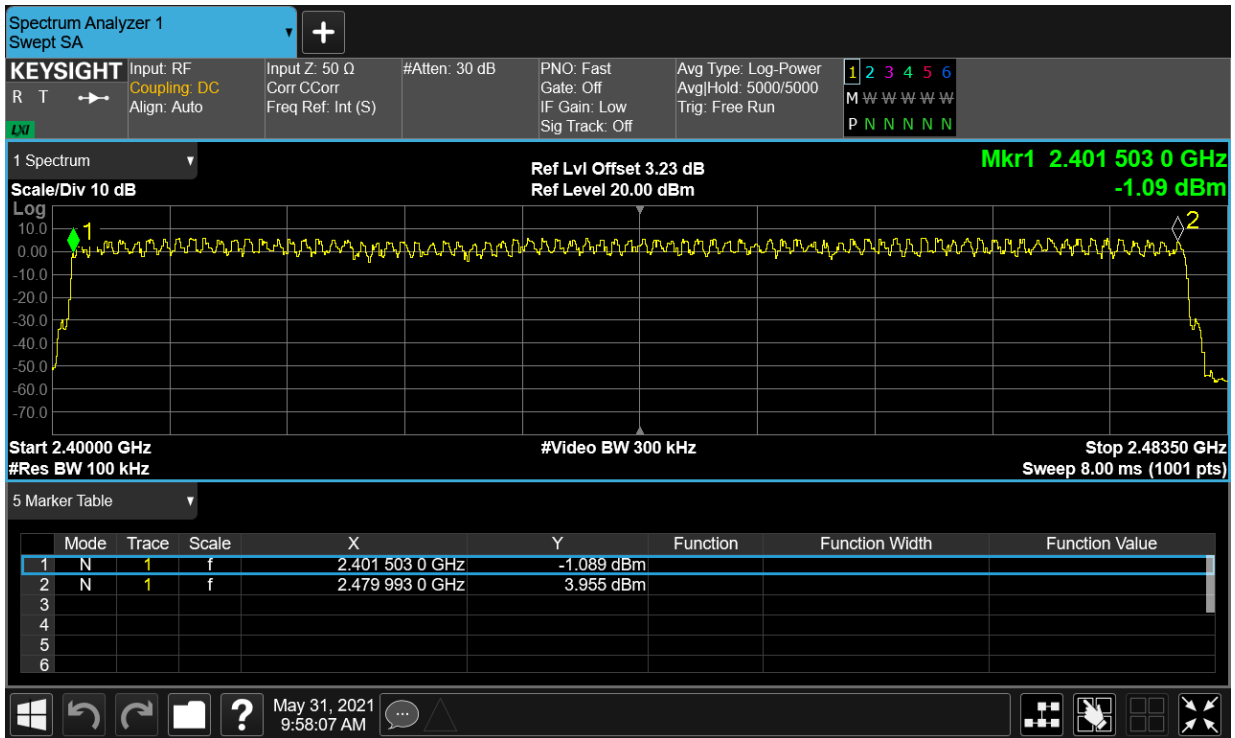 Spectrum Analyzer 1
Swept SA
+
KEYSIGHT
R T
LXI
Input: RF
Coupling: DC
Align: Auto
Input Z: 50 Ω
Corr CCorr
Freq Ref: Int (S)
#Atten: 30 dB
PNO: Fast
Gate: Off
IF Gain: Low
Sig Track: Off
Avg Type: Log-Power
Avg|Hold: 5000/5000
Trig: Free Run
1 2 3 4 5 6
M W W W W W
P N N N N N
1 Spectrum
Scale/Div 10 dB
Ref Lvl Offset 3.23 dB
Ref Level 20.00 dBm
Mkr1 2.401 503 0 GHz
-1.09 dBm
Log
10.0
0.00
-10.0
-20.0
-30.0
-40.0
-50.0
-60.0
-70.0
1
2
Start 2.40000 GHz
#Res BW 100 kHz
#Video BW 300 kHz
Stop 2.48350 GHz
Sweep 8.00 ms (1001 pts)
5 Marker Table
Mode Trace Scale X Y Function Function Width Function Value
1 N 1 f 2.401 503 0 GHz -1.089 dBm
2 N 1 f 2.479 993 0 GHz 3.955 dBm
3
4
5
6
?
May 31, 2021
9:58:07 AM